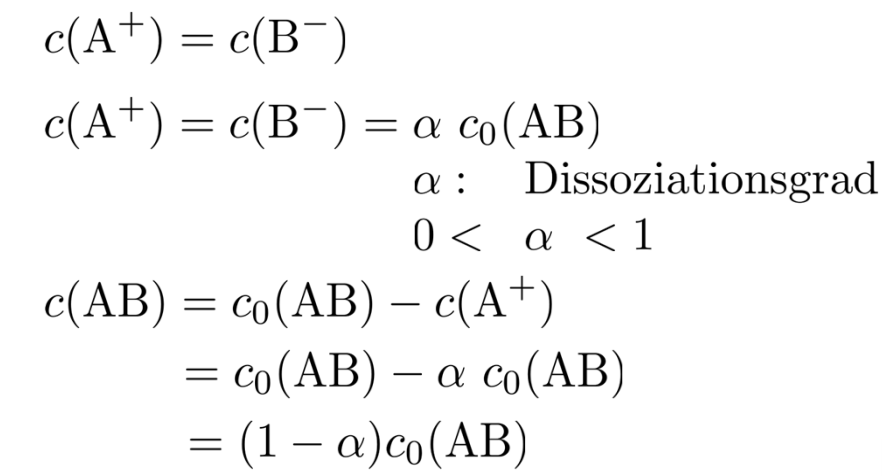 c(A⁺) = c(B⁻)
c(A⁺) = c(B⁻) = α c₀(AB)
α : Dissoziationsgrad
0 < α < 1
c(AB) = c₀(AB) − c(A⁺)
= c₀(AB) − α c₀(AB)
= (1 − α)c₀(AB)